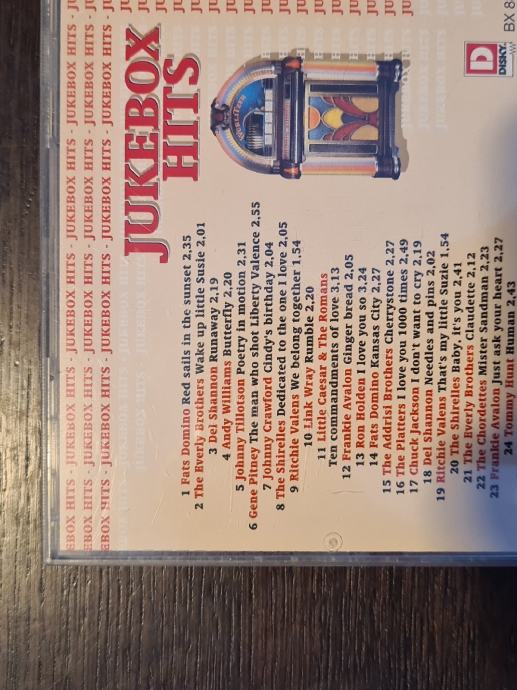 JUKEBOX HITS - JUKEBOX HITS - JUKEBOX HITS - JUKEBOX HITS
EBOX HITS - JUKEBOX HITS - JUKEBOX HITS - JUKEBOX HITS
EBOX HITS - JUKEBOX HITS - JUKEBOX HITS - JUKEBOX HITS
JUKEBOX
HITS
DISKY
BX 8
1 Fats Domino Red sails in the sunset 2,35
2 The Everly Brothers Wake up little Susie 2,01
3 Del Shannon Runaway 2,19
4 Andy Williams Butterfly 2,20
5 Johnny Tillotson Poetry in motion 2,31
6 Gene Pitney The man who shot Liberty Valence 2,55
7 Johnny Crawford Cindy's birthday 2,04
8 The Shirelles Dedicated to the one I love 2,05
9 Ritchie Valens We belong together 1,54
10 Link Wray Rumble 2,20
11 Little Caesar & The Romans
Ten commandments of love 2,13
12 Frankie Avalon Ginger bread 2,05
13 Ron Holden I love you so 3,24
14 Fats Domino Kansas City 2,27
15 The Addrisi Brothers Cherrystone 2,27
16 The Platters I love you 1000 times 2,49
17 Chuck Jackson I don't want to cry 2,19
18 Del Shannon Needles and pins 2,02
19 Ritchie Valens That's my little Suzie 1,54
20 The Shirelles Baby, it's you 2,41
21 The Everly Brothers Claudette 2,12
22 The Chordettes Mister Sandman 2,23
23 Frankie Avalon Just ask your heart 2,27
24 Tommy Hunt Human 2,43